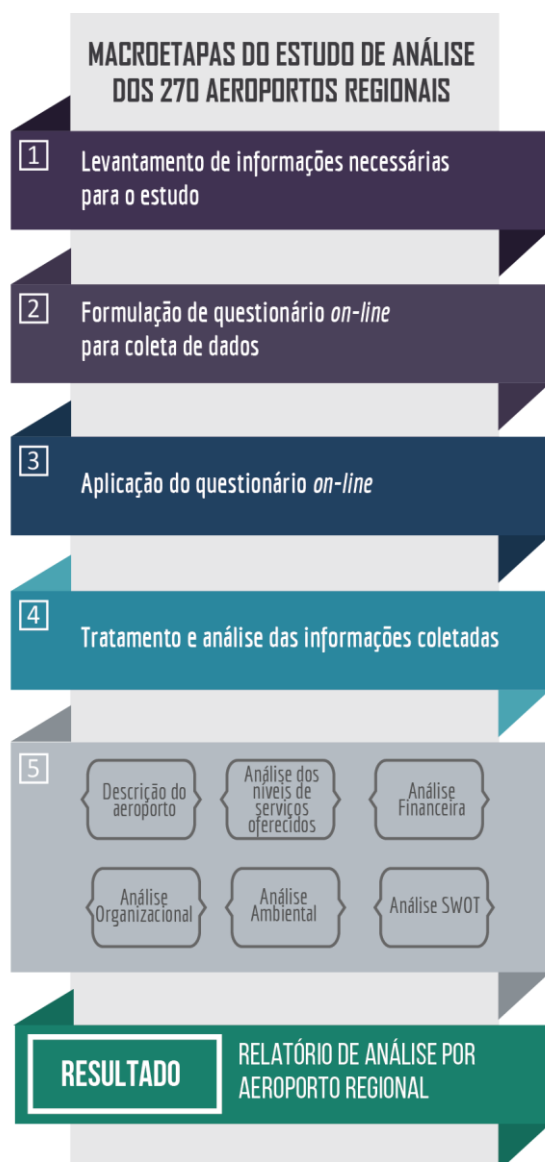 MACROETAPAS DO ESTUDO DE ANÁLISE
DOS 270 AEROPORTOS REGIONAIS
1
Levantamento de informações necessárias
para o estudo
2
Formulação de questionário on-line
para coleta de dados
3
Aplicação do questionário on-line
4
Tratamento e análise das informações coletadas
5
Descrição do
aeroporto
Análise dos
níveis de
serviços
oferecidos
Análise
Financeira
Análise
Organizacional
Análise
Ambiental
Análise SWOT
RESULTADO
RELATÓRIO DE ANÁLISE POR
AEROPORTO REGIONAL